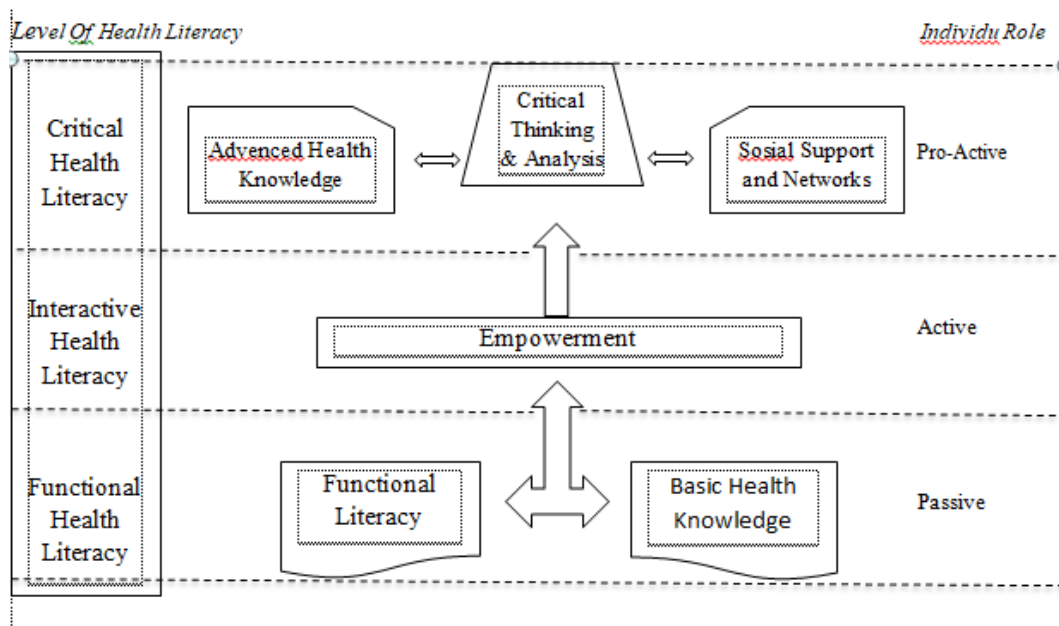 Level Of Health Literacy
Individu Role
Critical
Health
Literacy
Advenced Health
Knowledge
Critical
Thinking
& Analysis
Sosial Support
and Networks
Pro-Active
Interactive
Health
Literacy
Empowerment
Active
Functional
Health
Literacy
Functional
Literacy
Basic Health
Knowledge
Passive